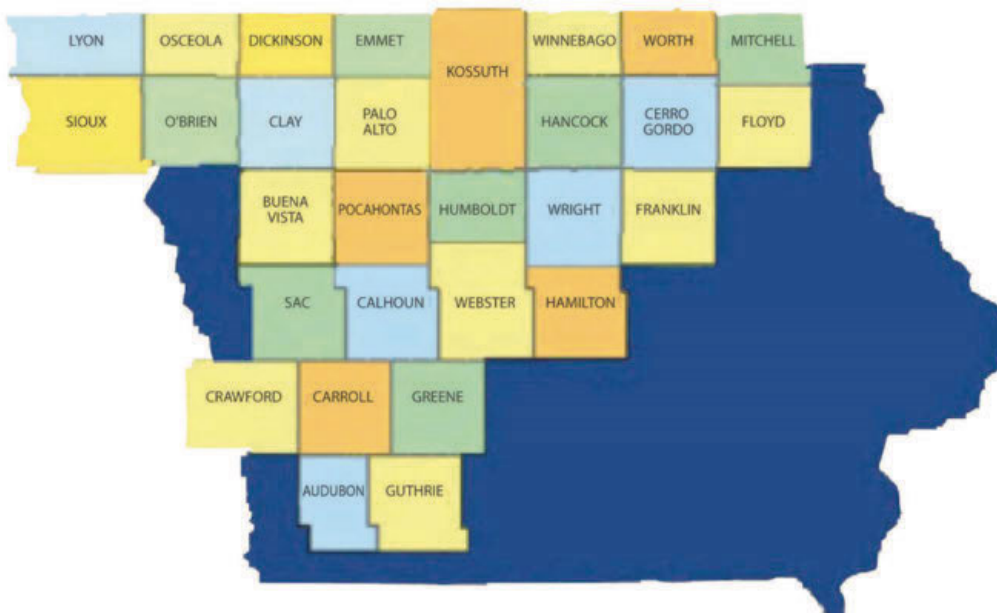 LYON
OSCEOLA
DICKINSON
EMMET
KOSSUTH
WINNEBAGO
WORTH
MITCHELL
SIOUX
O'BRIEN
CLAY
PALO
ALTO
HANCOCK
CERRO
GORDO
FLOYD
BUENA
VISTA
POCAHONTAS
HUMBOLDT
WRIGHT
FRANKLIN
SAC
CALHOUN
WEBSTER
HAMILTON
CRAWFORD
CARROLL
GREENE
AUDUBON
GUTHRIE